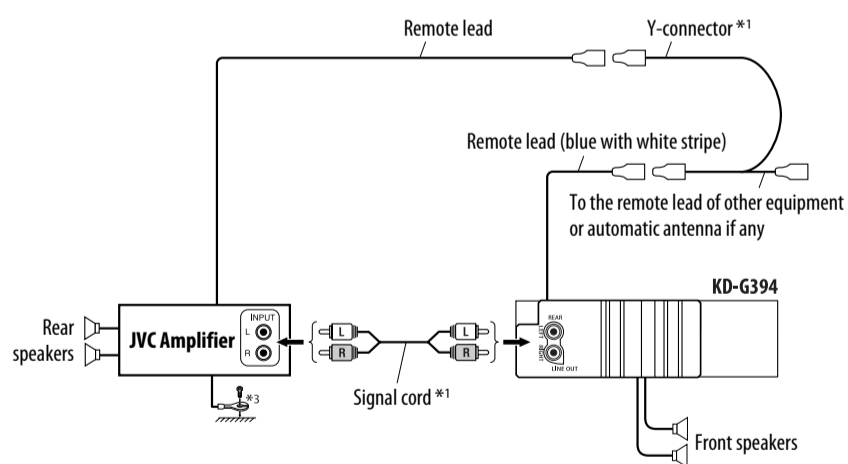 Remote lead
Y-connector *1
Remote lead (blue with white stripe)
To the remote lead of other equipment
or automatic antenna if any
KD-G394
Rear
speakers
JVC Amplifier
INPUT
L
R
L
R
L
R
REAR
LEFT
RIGHT
LINE OUT
*3
Signal cord *1
Front speakers